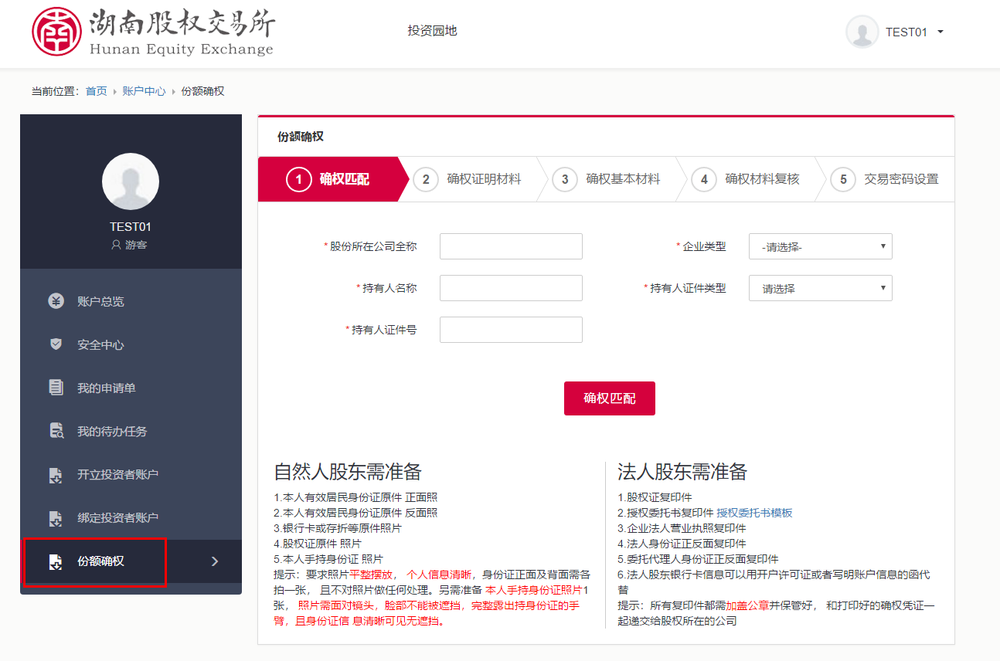 湖南股权交易所
Hunan Equity Exchange
投资园地
TEST01
当前位置： 首页 账户中心 份额确权
TEST01
游客
账户总览
安全中心
我的申请单
我的待办任务
开立投资者账户
绑定投资者账户
份额确权
份额确权
1 确权匹配
2 确权证明材料
3 确权基本材料
4 确权材料复核
5 交易密码设置
*股份所在公司全称
*企业类型 -请选择-
*持有人名称
*持有人证件类型 请选择
*持有人证件号
确权匹配
自然人股东需准备
1.本人有效居民身份证原件 正面照
2.本人有效居民身份证原件 反面照
3.银行卡或存折等原件照片
4.股权证原件 照片
5.本人手持身份证 照片
提示：要求照片平整摆放， 个人信息清晰，身份证正面及背面需各
拍一张， 且不对照片做任何处理。另需准备 本人手持身份证照片1
张， 照片需面对镜头，脸部不能被遮挡，完整露出持身份证的手
臂，且身份证信 息清晰可见无遮挡。
法人股东需准备
1.股权证复印件
2.授权委托书复印件 授权委托书模板
3.企业法人营业执照复印件
4.法人身份证正反面复印件
5.委托代理人身份证正反面复印件
6.法人股东银行卡信息可以用开户许可证或者写明账户信息的函代
替
提示：所有复印件都需加盖公章并保管好， 和打印好的确权凭证一
起递交给股权所在的公司